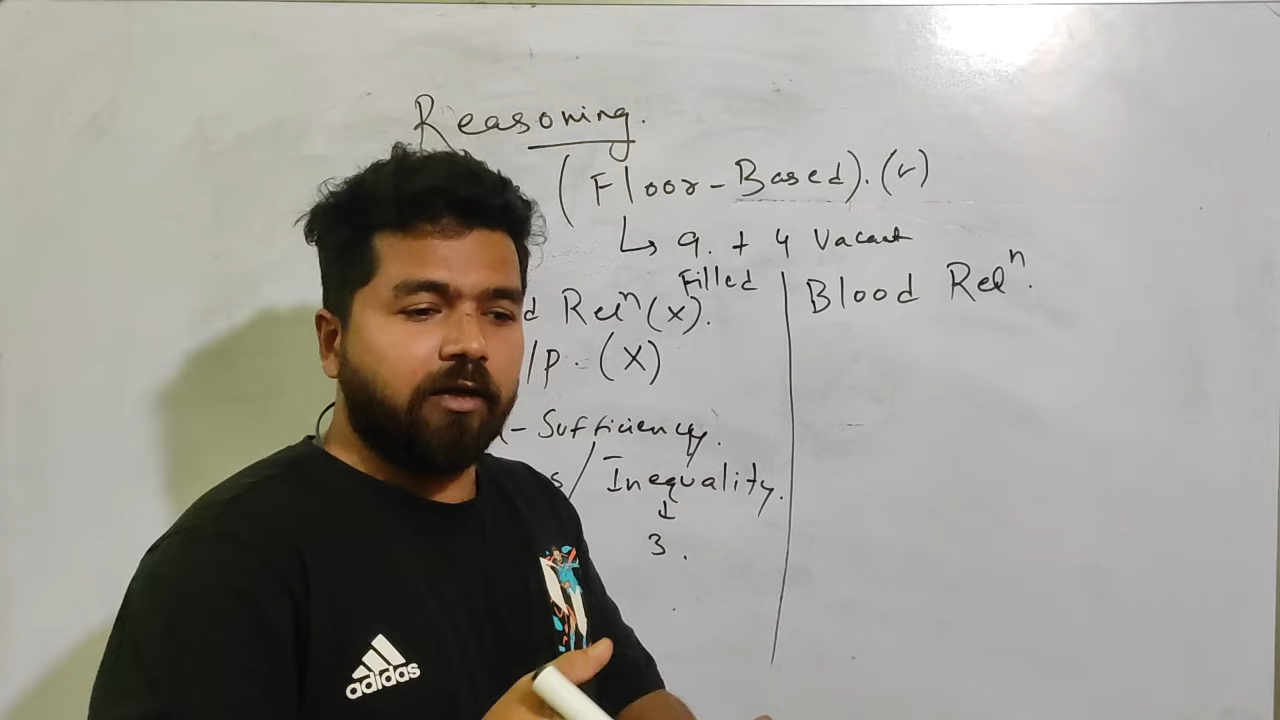 Reasoning.
(Floor-Based). (✓)
↳ 9. + 4 Vacant
Filled
d Relⁿ (x).
/p. (X)
- Sufficiency.
s/ Inequality.
↓
3.
Blood Relⁿ.
adidas